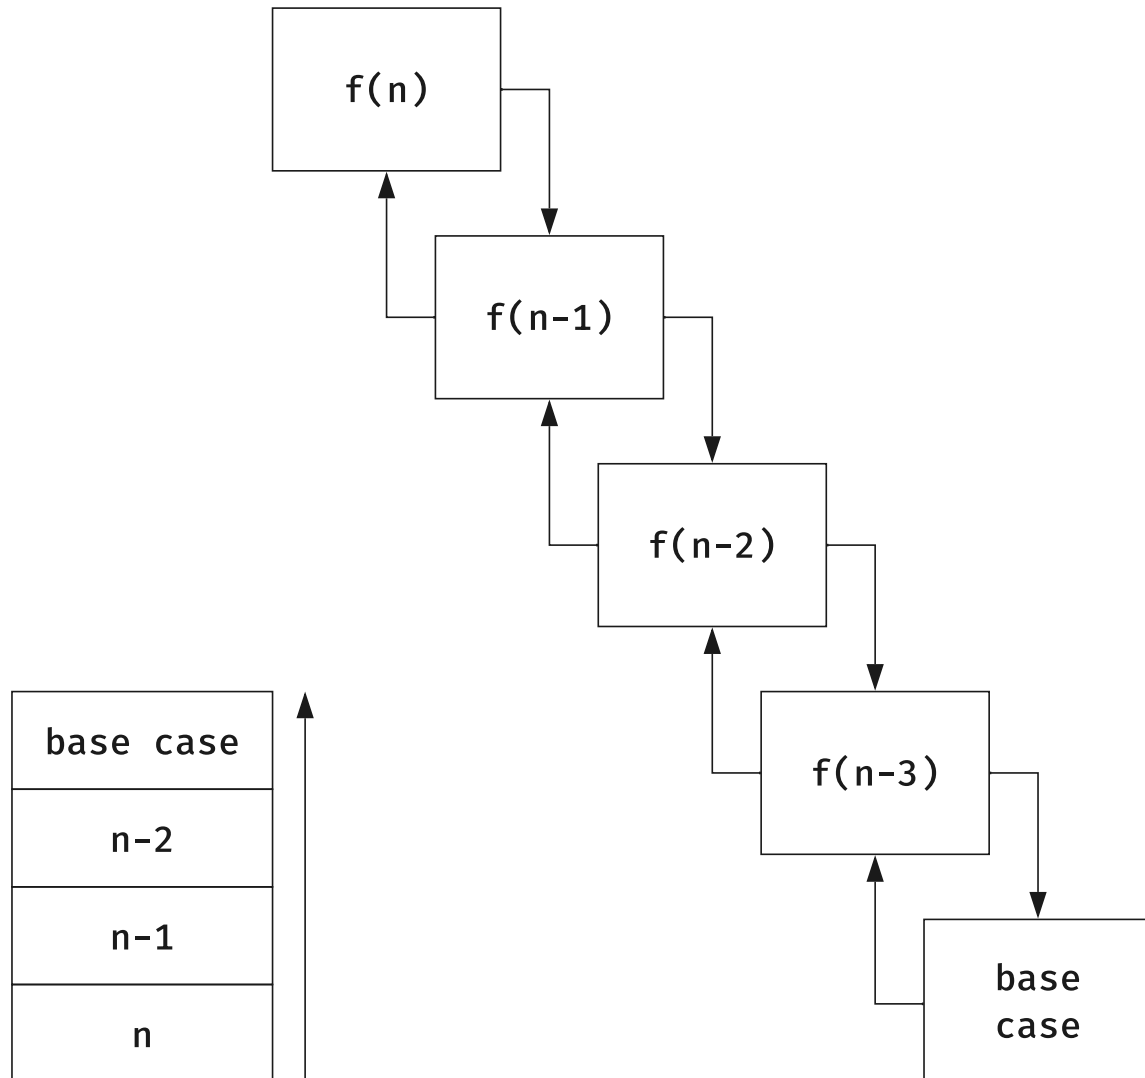 f(n)
f(n-1)
f(n-2)
f(n-3)
base
case
base case
n-2
n-1
n